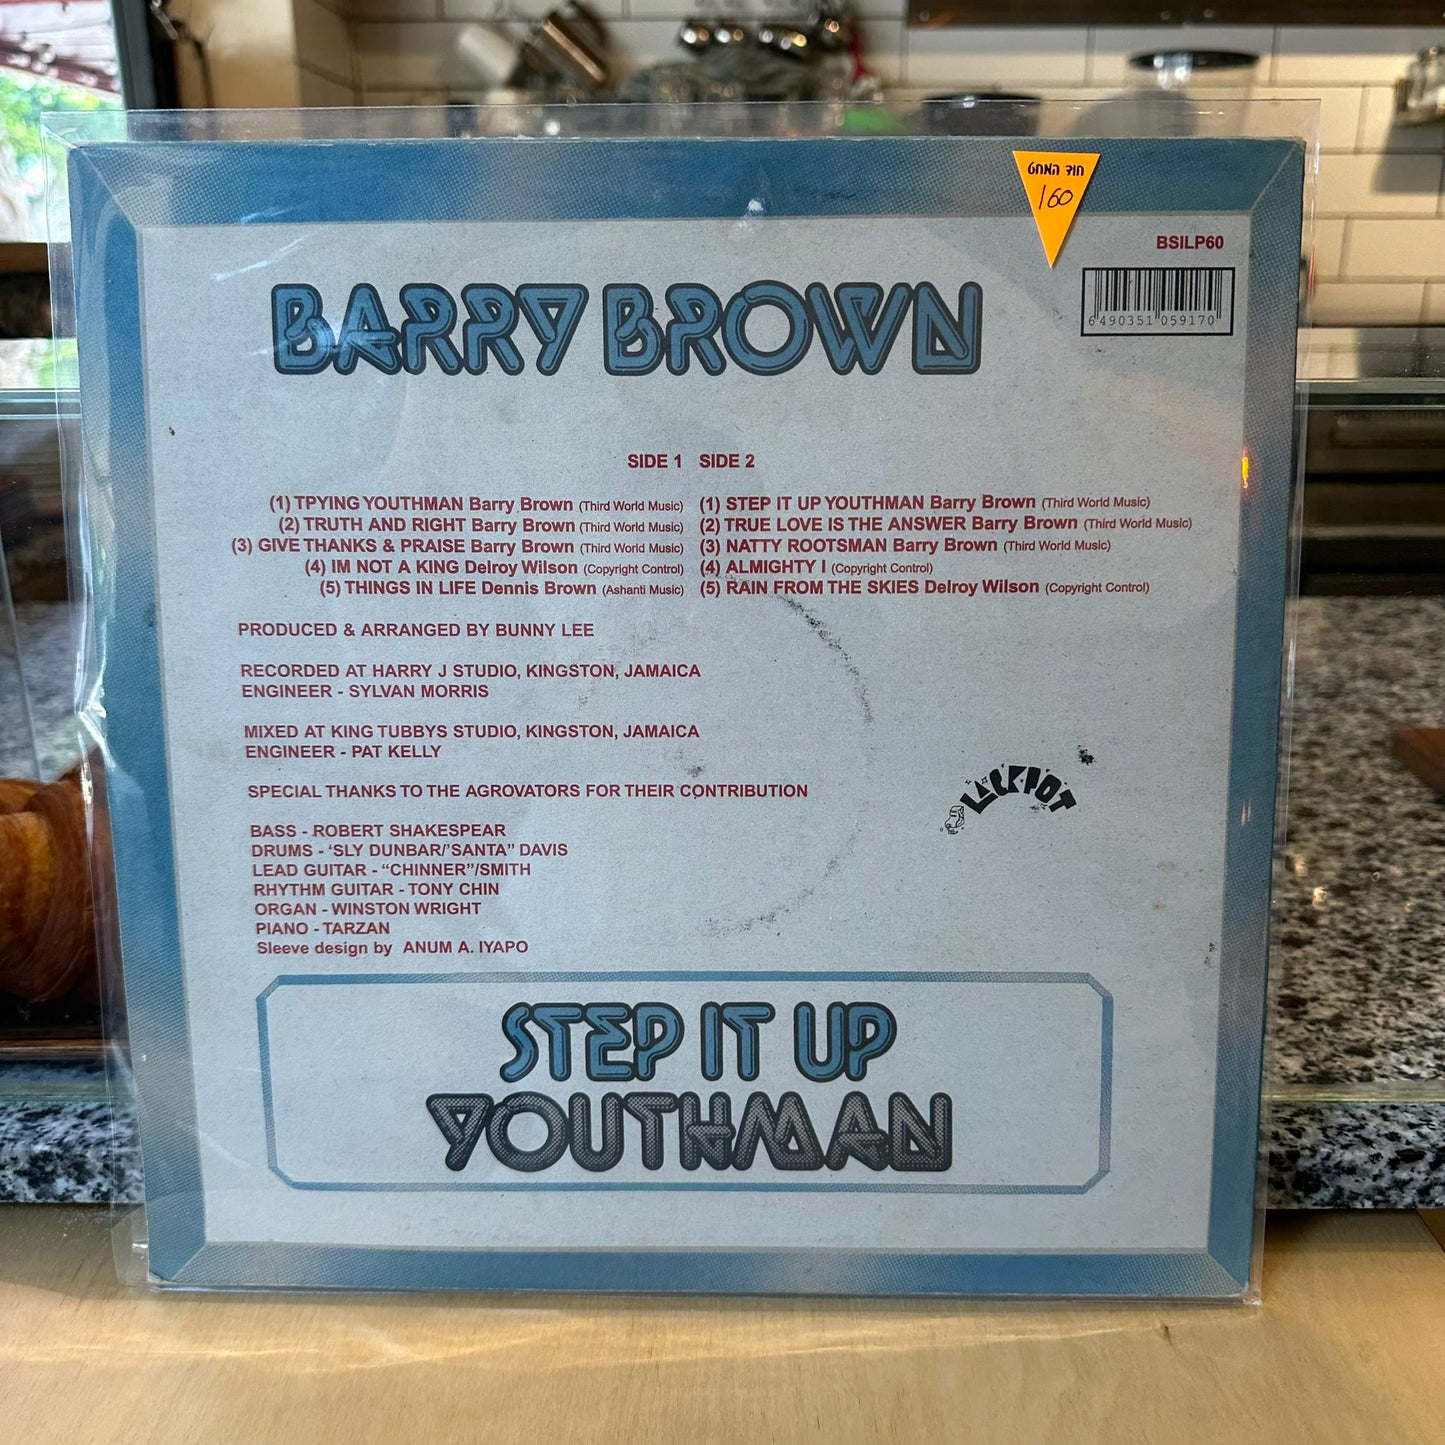 חוד המחט
160
BSILP60
6 490351 059170
BARRY BROWN
SIDE 1 SIDE 2
(1) TPYING YOUTHMAN Barry Brown (Third World Music)
(2) TRUTH AND RIGHT Barry Brown (Third World Music)
(3) GIVE THANKS & PRAISE Barry Brown (Third World Music)
(4) IM NOT A KING Delroy Wilson (Copyright Control)
(5) THINGS IN LIFE Dennis Brown (Ashanti Music)
(1) STEP IT UP YOUTHMAN Barry Brown (Third World Music)
(2) TRUE LOVE IS THE ANSWER Barry Brown (Third World Music)
(3) NATTY ROOTSMAN Barry Brown (Third World Music)
(4) ALMIGHTY I (Copyright Control)
(5) RAIN FROM THE SKIES Delroy Wilson (Copyright Control)
PRODUCED & ARRANGED BY BUNNY LEE
RECORDED AT HARRY J STUDIO, KINGSTON, JAMAICA
ENGINEER - SYLVAN MORRIS
MIXED AT KING TUBBYS STUDIO, KINGSTON, JAMAICA
ENGINEER - PAT KELLY
SPECIAL THANKS TO THE AGROVATORS FOR THEIR CONTRIBUTION
LACKPOT
BASS - ROBERT SHAKESPEAR
DRUMS - ‘SLY DUNBAR/’SANTA” DAVIS
LEAD GUITAR - “CHINNER”/SMITH
RHYTHM GUITAR - TONY CHIN
ORGAN - WINSTON WRIGHT
PIANO - TARZAN
Sleeve design by ANUM A. IYAPO
STEP IT UP
YOUTHMAN